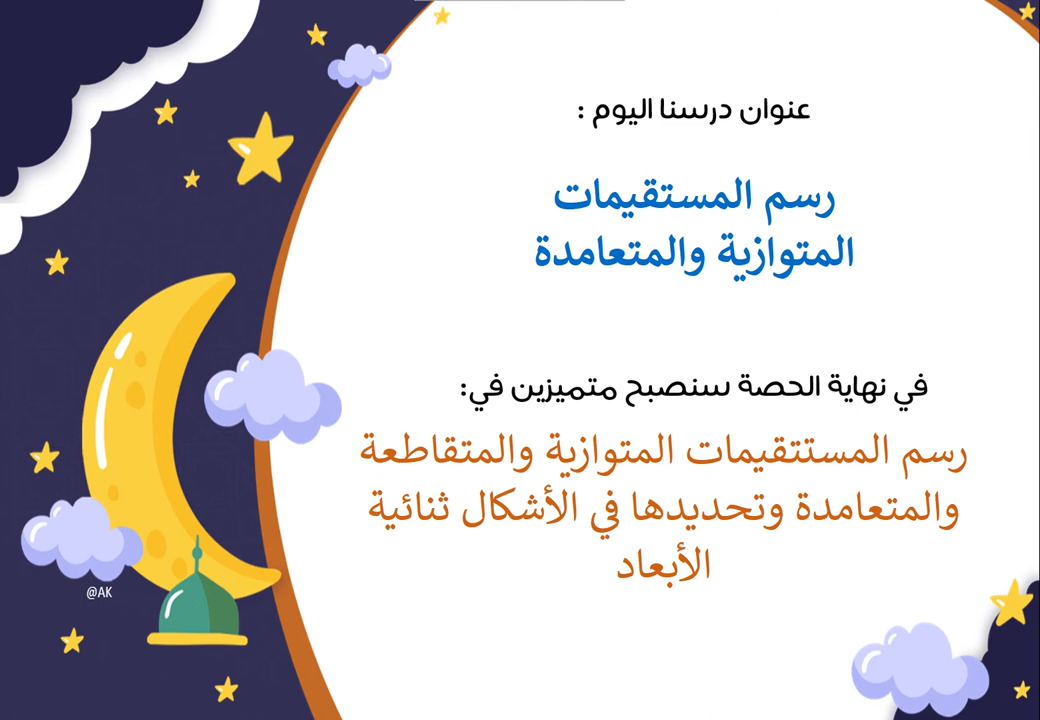 عنوان درسنا اليوم :
رسم المستقيمات
المتوازية والمتعامدة
في نهاية الحصة سنصبح متميزين في:
رسم المستتقيمات المتوازية والمتقاطعة
والمتعامدة وتحديدها في الأشكال ثنائية
الأبعاد
@AK